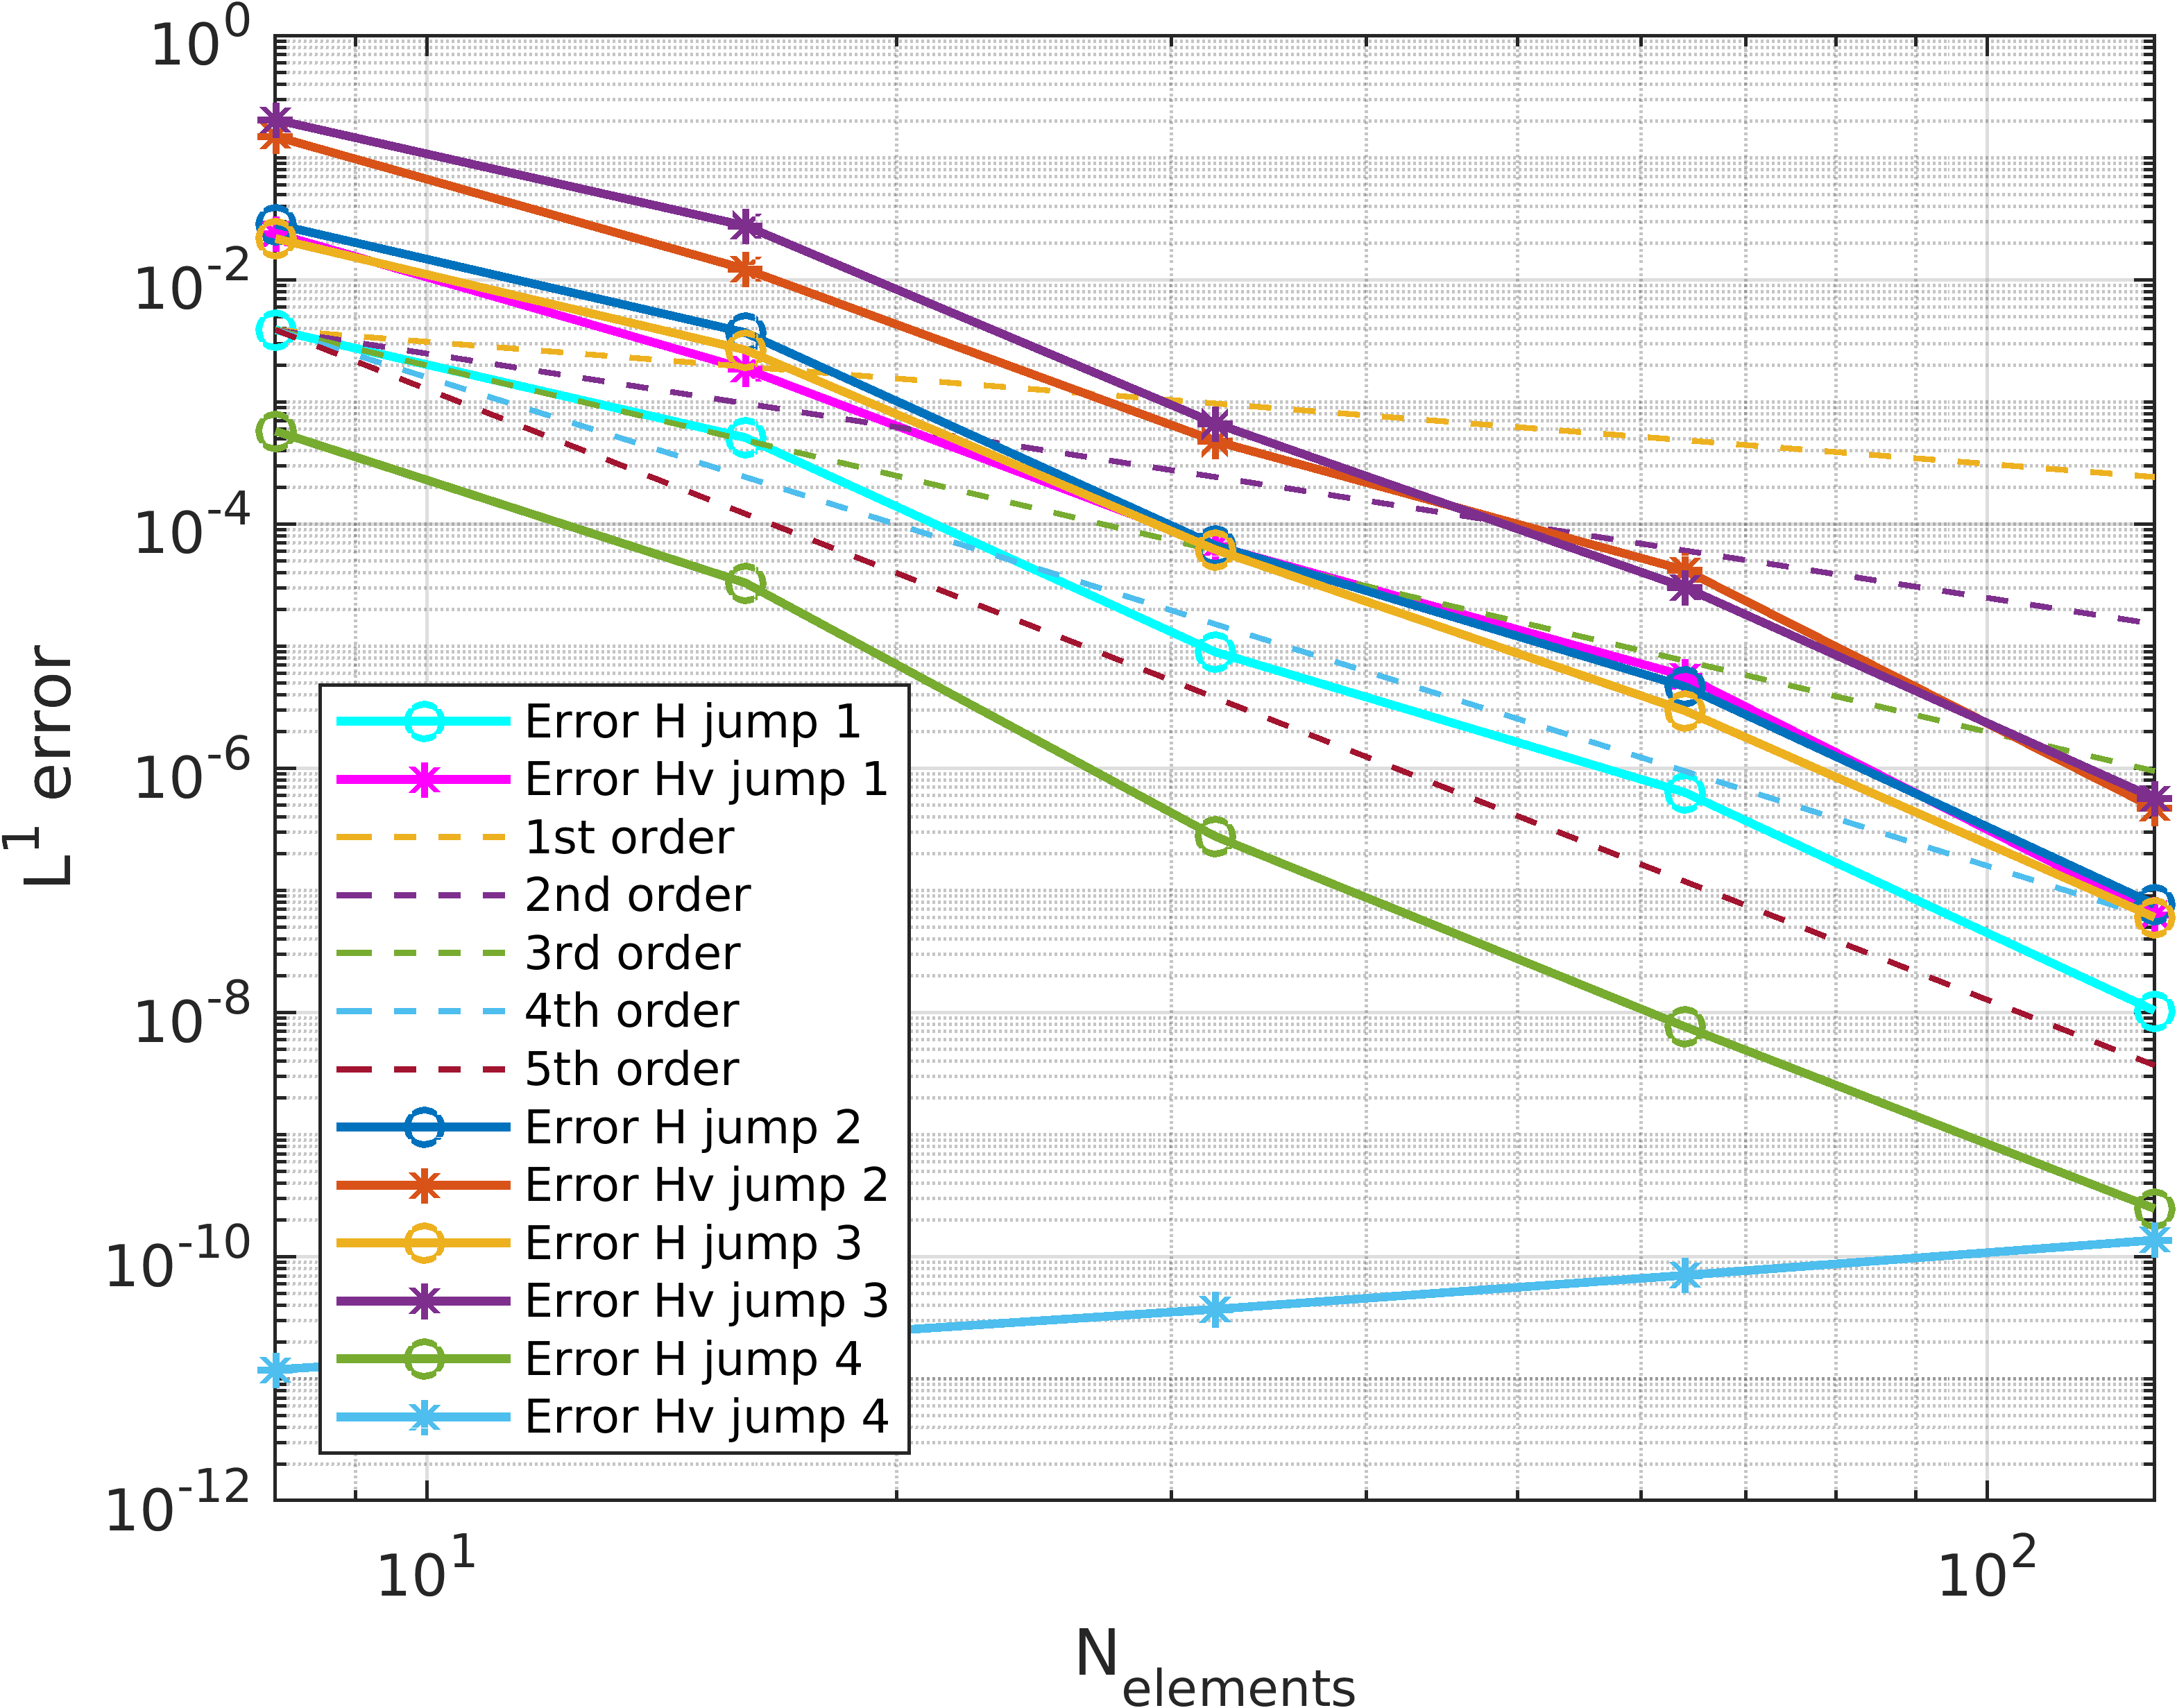 10^0
10^-2
10^-4
10^-6
10^-8
10^-10
10^-12
L^1 error
Error H jump 1
Error Hv jump 1
1st order
2nd order
3rd order
4th order
5th order
Error H jump 2
Error Hv jump 2
Error H jump 3
Error Hv jump 3
Error H jump 4
Error Hv jump 4
10^1 10^2
N_elements